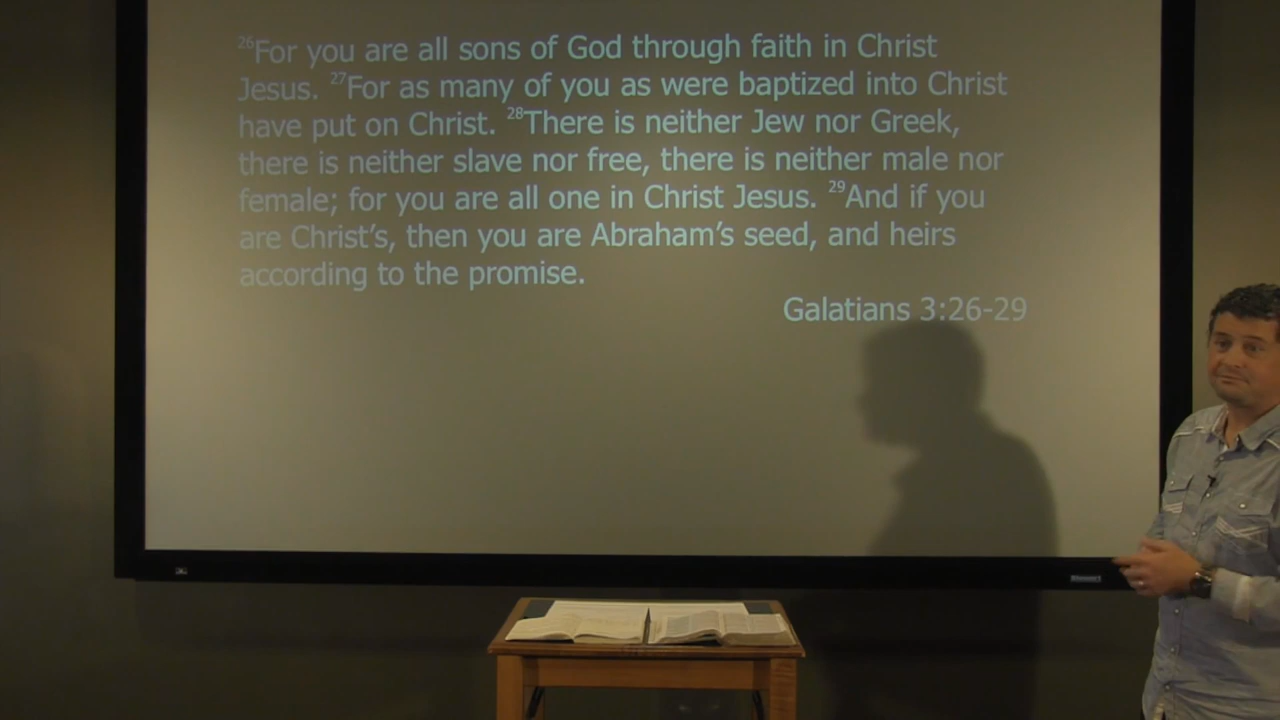 ²⁶For you are all sons of God through faith in Christ
Jesus. ²⁷For as many of you as were baptized into Christ
have put on Christ. ²⁸There is neither Jew nor Greek,
there is neither slave nor free, there is neither male nor
female; for you are all one in Christ Jesus. ²⁹And if you
are Christ's, then you are Abraham's seed, and heirs
according to the promise.
Galatians 3:26-29